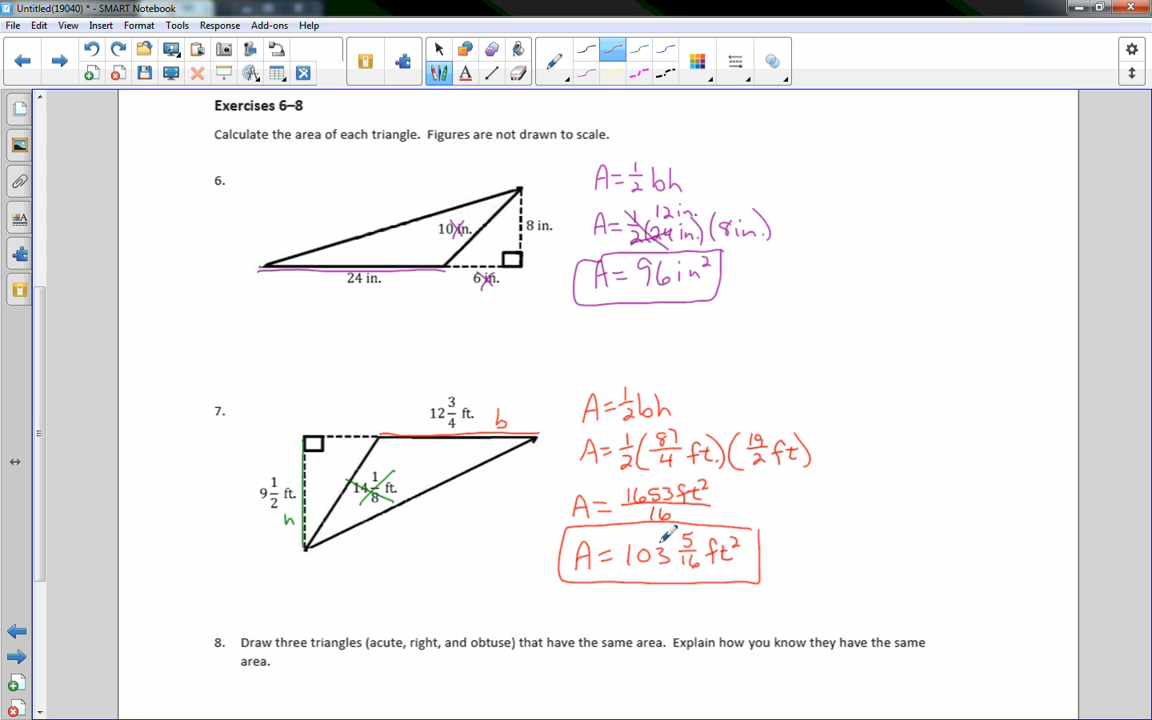 Untitled(19040) * - SMART Notebook
File Edit View Insert Format Tools Response Add-ons Help
Exercises 6–8
Calculate the area of each triangle. Figures are not drawn to scale.
6.
10 in.
8 in.
24 in.
6 in.
A = 1/2 bh
12 in.
A = 1/2 (24 in.) (8 in.)
A = 96 in²
7.
12 3/4 ft. b
9 1/2 ft.
h
14 1/8 ft.
A = 1/2 bh
A = 1/2 (87/4 ft.) (19/2 ft)
A = 1653 ft²/16
A = 103 5/16 ft²
8. Draw three triangles (acute, right, and obtuse) that have the same area. Explain how you know they have the same
area.